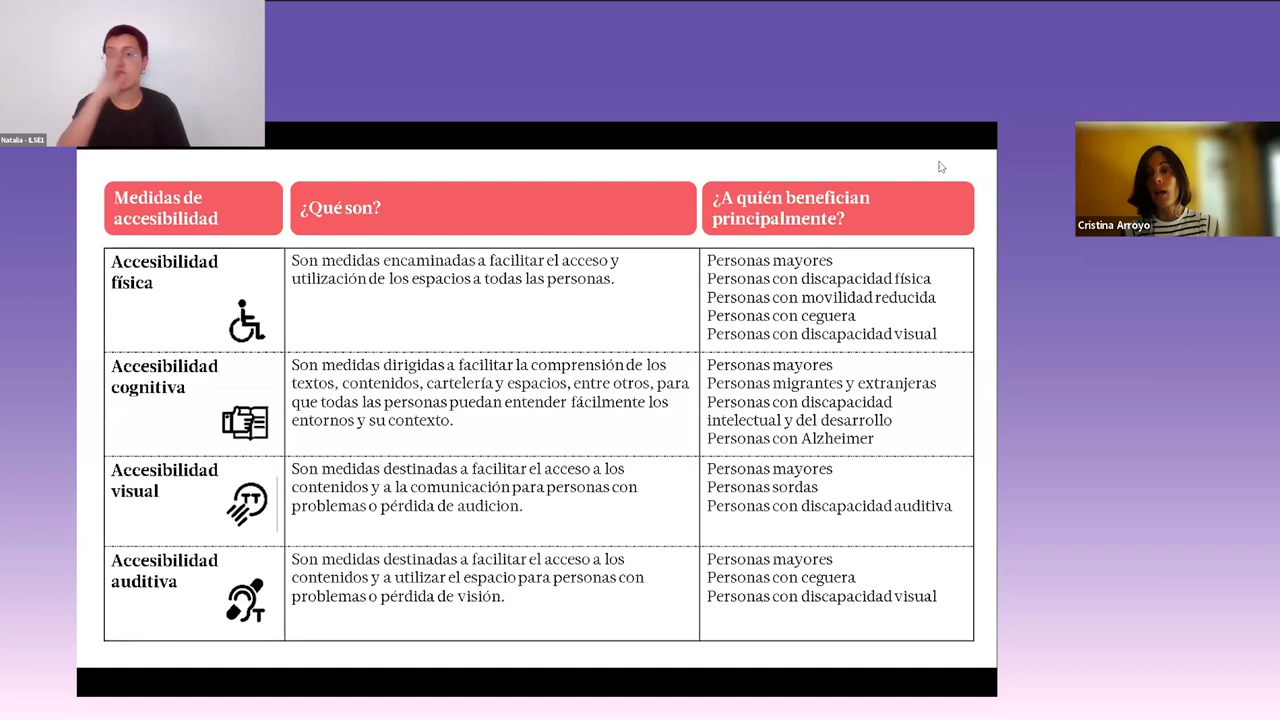 Natalia - ILSE1
Cristina Arroyo
Medidas de
accesibilidad
¿Qué son?
¿A quién benefician
principalmente?
Accesibilidad
física
Son medidas encaminadas a facilitar el acceso y
utilización de los espacios a todas las personas.
Personas mayores
Personas con discapacidad física
Personas con movilidad reducida
Personas con ceguera
Personas con discapacidad visual
Accesibilidad
cognitiva
Son medidas dirigidas a facilitar la comprensión de los
textos, contenidos, cartelería y espacios, entre otros, para
que todas las personas puedan entender fácilmente los
entornos y su contexto.
Personas mayores
Personas migrantes y extranjeras
Personas con discapacidad
intelectual y del desarrollo
Personas con Alzheimer
Accesibilidad
visual
TT
Son medidas destinadas a facilitar el acceso a los
contenidos y a la comunicación para personas con
problemas o pérdida de audicion.
Personas mayores
Personas sordas
Personas con discapacidad auditiva
Accesibilidad
auditiva
T
Son medidas destinadas a facilitar el acceso a los
contenidos y a utilizar el espacio para personas con
problemas o pérdida de visión.
Personas mayores
Personas con ceguera
Personas con discapacidad visual